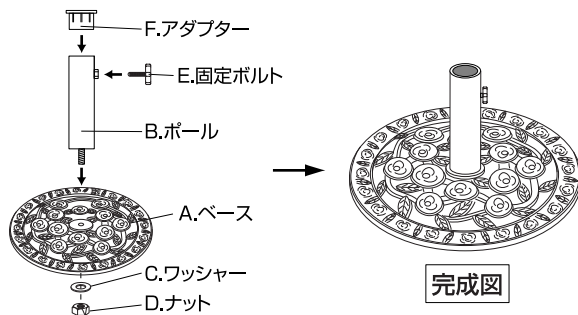 F.アダプター
E.固定ボルト
B.ポール
A.ベース
C.ワッシャー
D.ナット
完成図